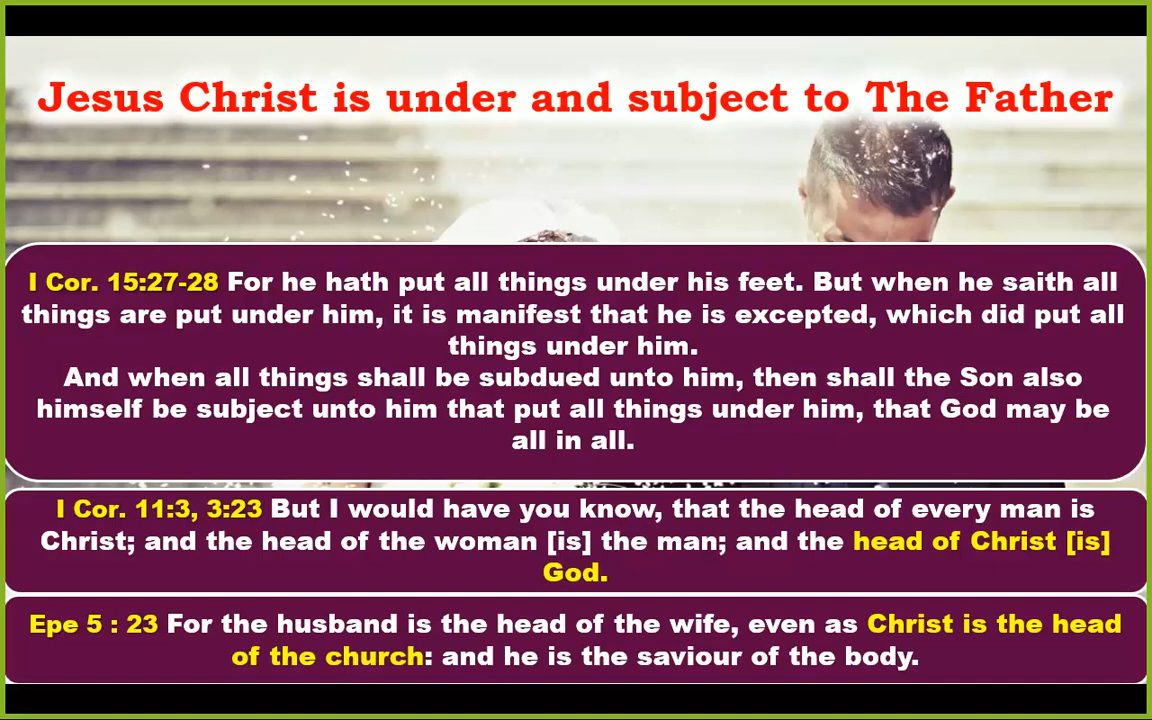 Jesus Christ is under and subject to The Father
I Cor. 15:27-28 For he hath put all things under his feet. But when he saith all
things are put under him, it is manifest that he is excepted, which did put all
things under him.
And when all things shall be subdued unto him, then shall the Son also
himself be subject unto him that put all things under him, that God may be
all in all.
I Cor. 11:3, 3:23 But I would have you know, that the head of every man is
Christ; and the head of the woman [is] the man; and the head of Christ [is]
God.
Epe 5 : 23 For the husband is the head of the wife, even as Christ is the head
of the church: and he is the saviour of the body.